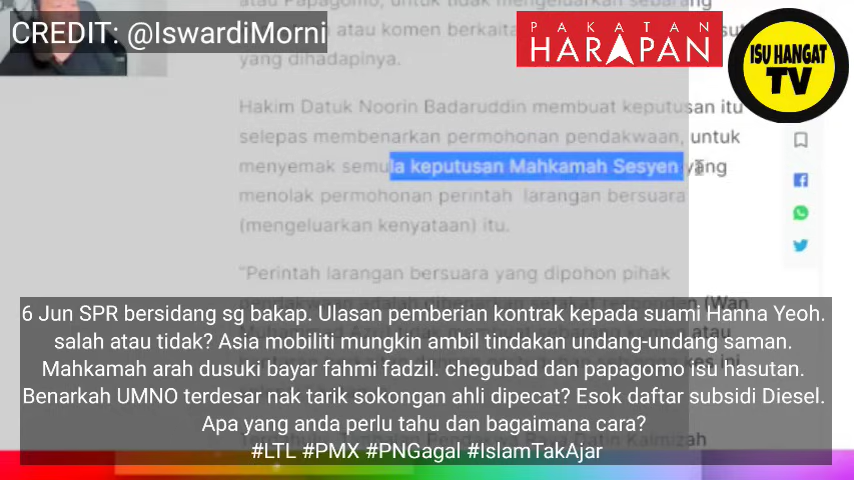 atau Papagomo, untuk tidak mengeluarkan sebarang
CREDIT: @IswardiMorni
atau komen berkaita
yang dihadapinya.
PAKATAN
HARAPAN
ISU HANGAT
TV
Hakim Datuk Noorin Badaruddin membuat keputusan itu
selepas membenarkan permohonan pendakwaan, untuk
menyemak semula keputusan Mahkamah Sesyen yang
menolak permohonan perintah larangan bersuara
(mengeluarkan kenyataan) itu.
"Perintah larangan bersuara yang dipohon pihak
(Wan
atau
kes ini
6 Jun SPR bersidang sg bakap. Ulasan pemberian kontrak kepada suami Hanna Yeoh.
salah atau tidak? Asia mobiliti mungkin ambil tindakan undang-undang saman.
Mahkamah arah dusuki bayar fahmi fadzil. chegubad dan papagomo isu hasutan.
Benarkah UMNO terdesar nak tarik sokongan ahli dipecat? Esok daftar subsidi Diesel.
Apa yang anda perlu tahu dan bagaimana cara?
#LTL #PMX #PNGagal #IslamTakAjar